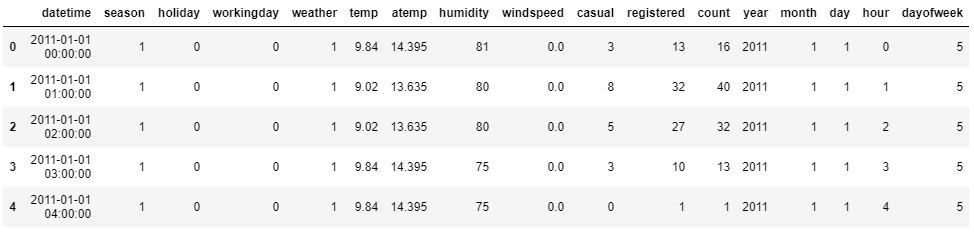 datetime season holiday workingday weather temp atemp humidity windspeed casual registered count year month day hour dayofweek
0 2011-01-01 00:00:00 1 0 0 1 9.84 14.395 81 0.0 3 13 16 2011 1 1 0 5
1 2011-01-01 01:00:00 1 0 0 1 9.02 13.635 80 0.0 8 32 40 2011 1 1 1 5
2 2011-01-01 02:00:00 1 0 0 1 9.02 13.635 80 0.0 5 27 32 2011 1 1 2 5
3 2011-01-01 03:00:00 1 0 0 1 9.84 14.395 75 0.0 3 10 13 2011 1 1 3 5
4 2011-01-01 04:00:00 1 0 0 1 9.84 14.395 75 0.0 0 1 1 2011 1 1 4 5